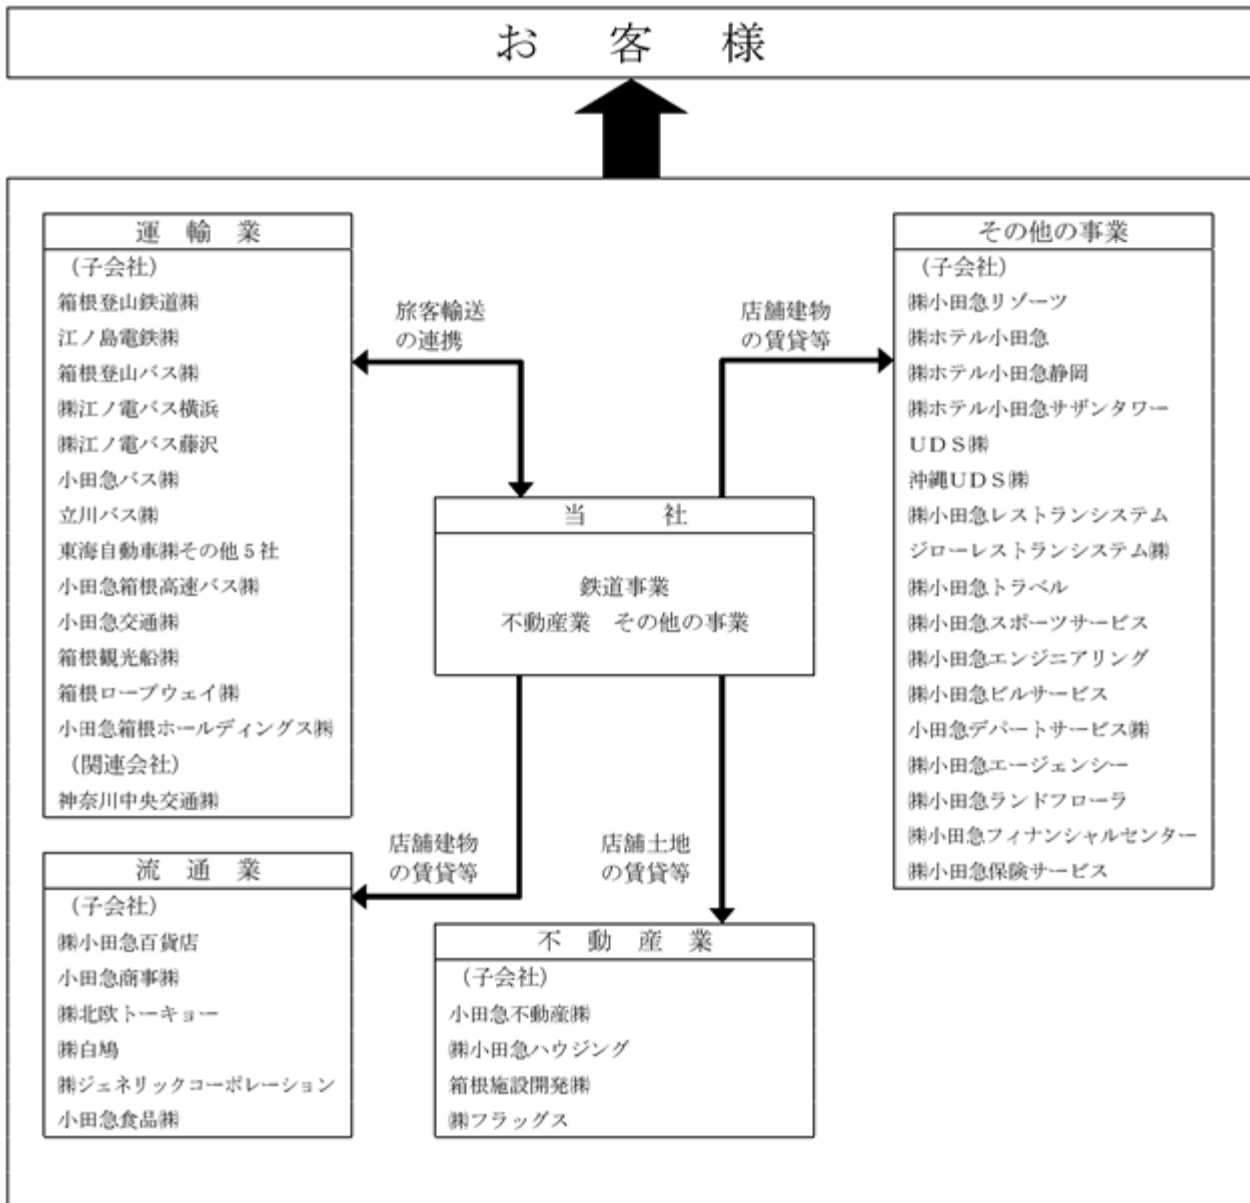 お客様
運輸業
（子会社）
箱根登山鉄道㈱
江ノ島電鉄㈱
箱根登山バス㈱
㈱江ノ電バス横浜
㈱江ノ電バス藤沢
小田急バス㈱
立川バス㈱
東海自動車㈱その他５社
小田急箱根高速バス㈱
小田急交通㈱
箱根観光船㈱
箱根ロープウェイ㈱
小田急箱根ホールディングス㈱
（関連会社）
神奈川中央交通㈱
旅客輸送
の連携
店舗建物
の賃貸等
その他の事業
（子会社）
㈱小田急リゾーツ
㈱ホテル小田急
㈱ホテル小田急静岡
㈱ホテル小田急サザンタワー
ＵＤＳ㈱
沖縄ＵＤＳ㈱
㈱小田急レストランシステム
ジローレストランシステム㈱
㈱小田急トラベル
㈱小田急スポーツサービス
㈱小田急エンジニアリング
㈱小田急ビルサービス
小田急デパートサービス㈱
㈱小田急エージェンシー
㈱小田急ランドフローラ
㈱小田急フィナンシャルセンター
㈱小田急保険サービス
当社
鉄道事業
不動産業　その他の事業
店舗建物
の賃貸等
店舗土地
の賃貸等
流通業
（子会社）
㈱小田急百貨店
小田急商事㈱
㈱北欧トーキョー
㈱白鳩
㈱ジェネリックコーポレーション
小田急食品㈱
不動産業
（子会社）
小田急不動産㈱
㈱小田急ハウジング
箱根施設開発㈱
㈱フラッグス